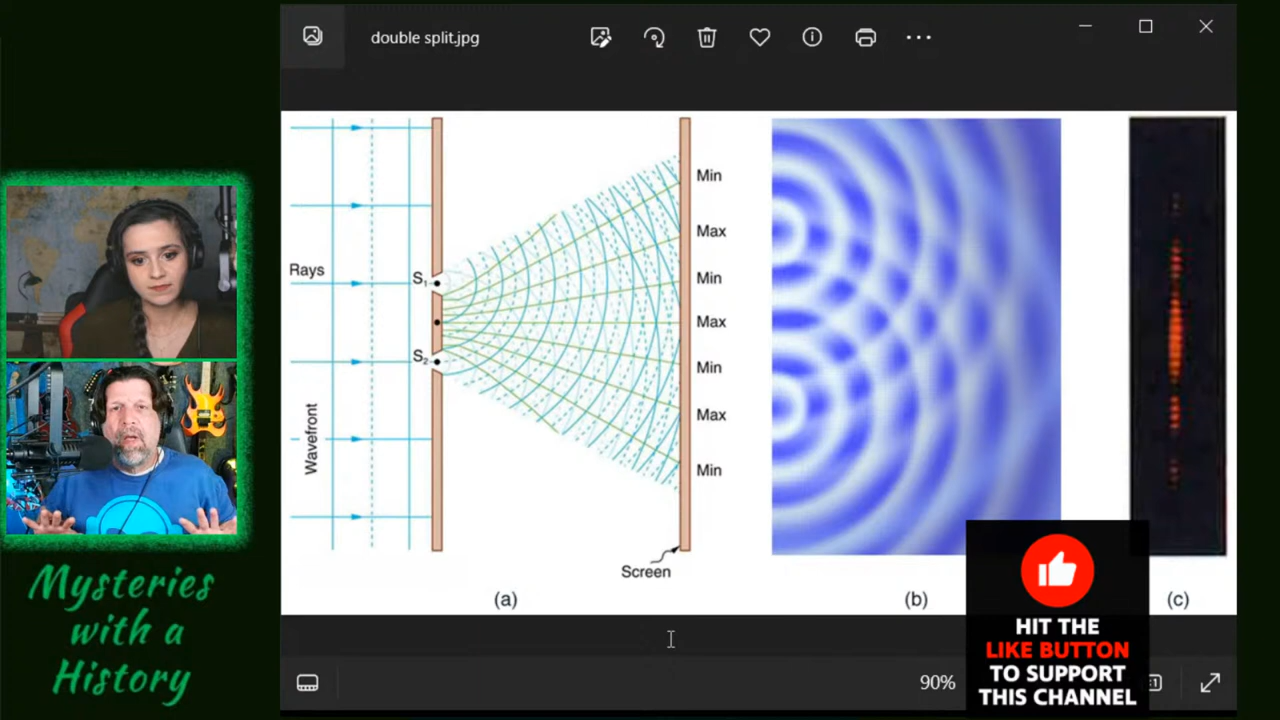 double split.jpg
Rays
Wavefront
S1
S2
Min
Max
Min
Max
Min
Max
Min
Screen
(a)
(b)
(c)
Mysteries
with a
History
90%
HIT THE
LIKE BUTTON
TO SUPPORT
THIS CHANNEL